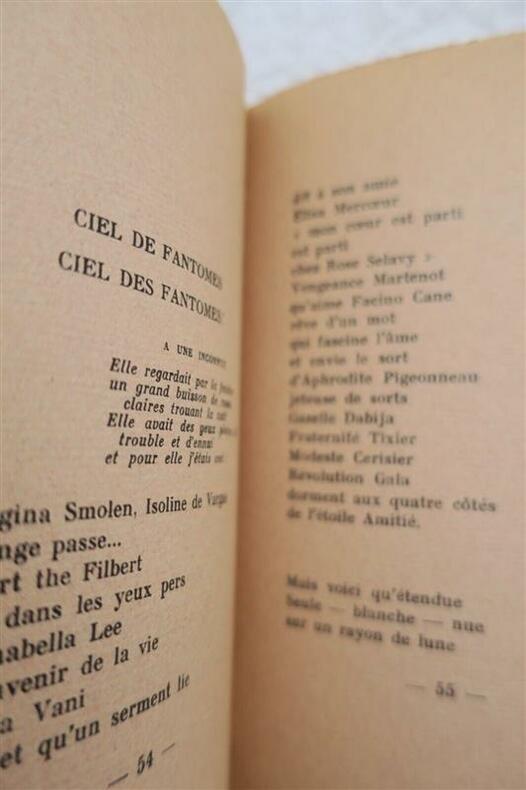 CIEL DE FANTOMES
CIEL DES FANTOMES
A UNE INCONNUE
Elle regardait par la
un grand buisson de
claires trouant la
Elle avait des yeux
trouble et d'ennui
et pour elle j'étais
gina Smolen, Isoline de Vargas
nge passe...
rt the Filbert
dans les yeux pers
nabella Lee
venir de la vie
a Vani
et qu'un serment lie
— 54 —
dit à son amie
Elisa Mercœur
« mon cœur est parti
est parti
chez Rose Selavy »
Vengeance Martenot
qu'aime Facino Cane
rêve d'un mot
qui fascine l'âme
et envie le sort
d'Aphrodite Pigeonneau
jeteuse de sorts
Gazelle Dabija
Fraternité Tixier
Modeste Cerisier
Révolution Gala
dorment aux quatre côtés
de l'étoile Amitié.
Mais voici qu'étendue
Seule — blanche — nue
sur un rayon de lune
— 55 —